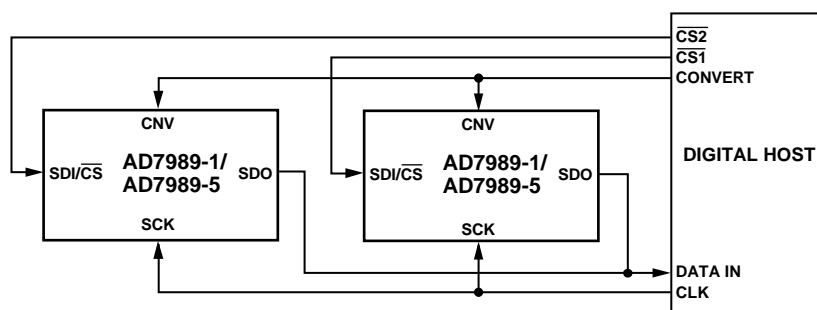 CS2
CS1
CONVERT
CNV
CNV
SDI/CS
AD7989-1/
AD7989-5
SDO
SDI/CS
AD7989-1/
AD7989-5
SDO
DIGITAL HOST
SCK
SCK
DATA IN
CLK